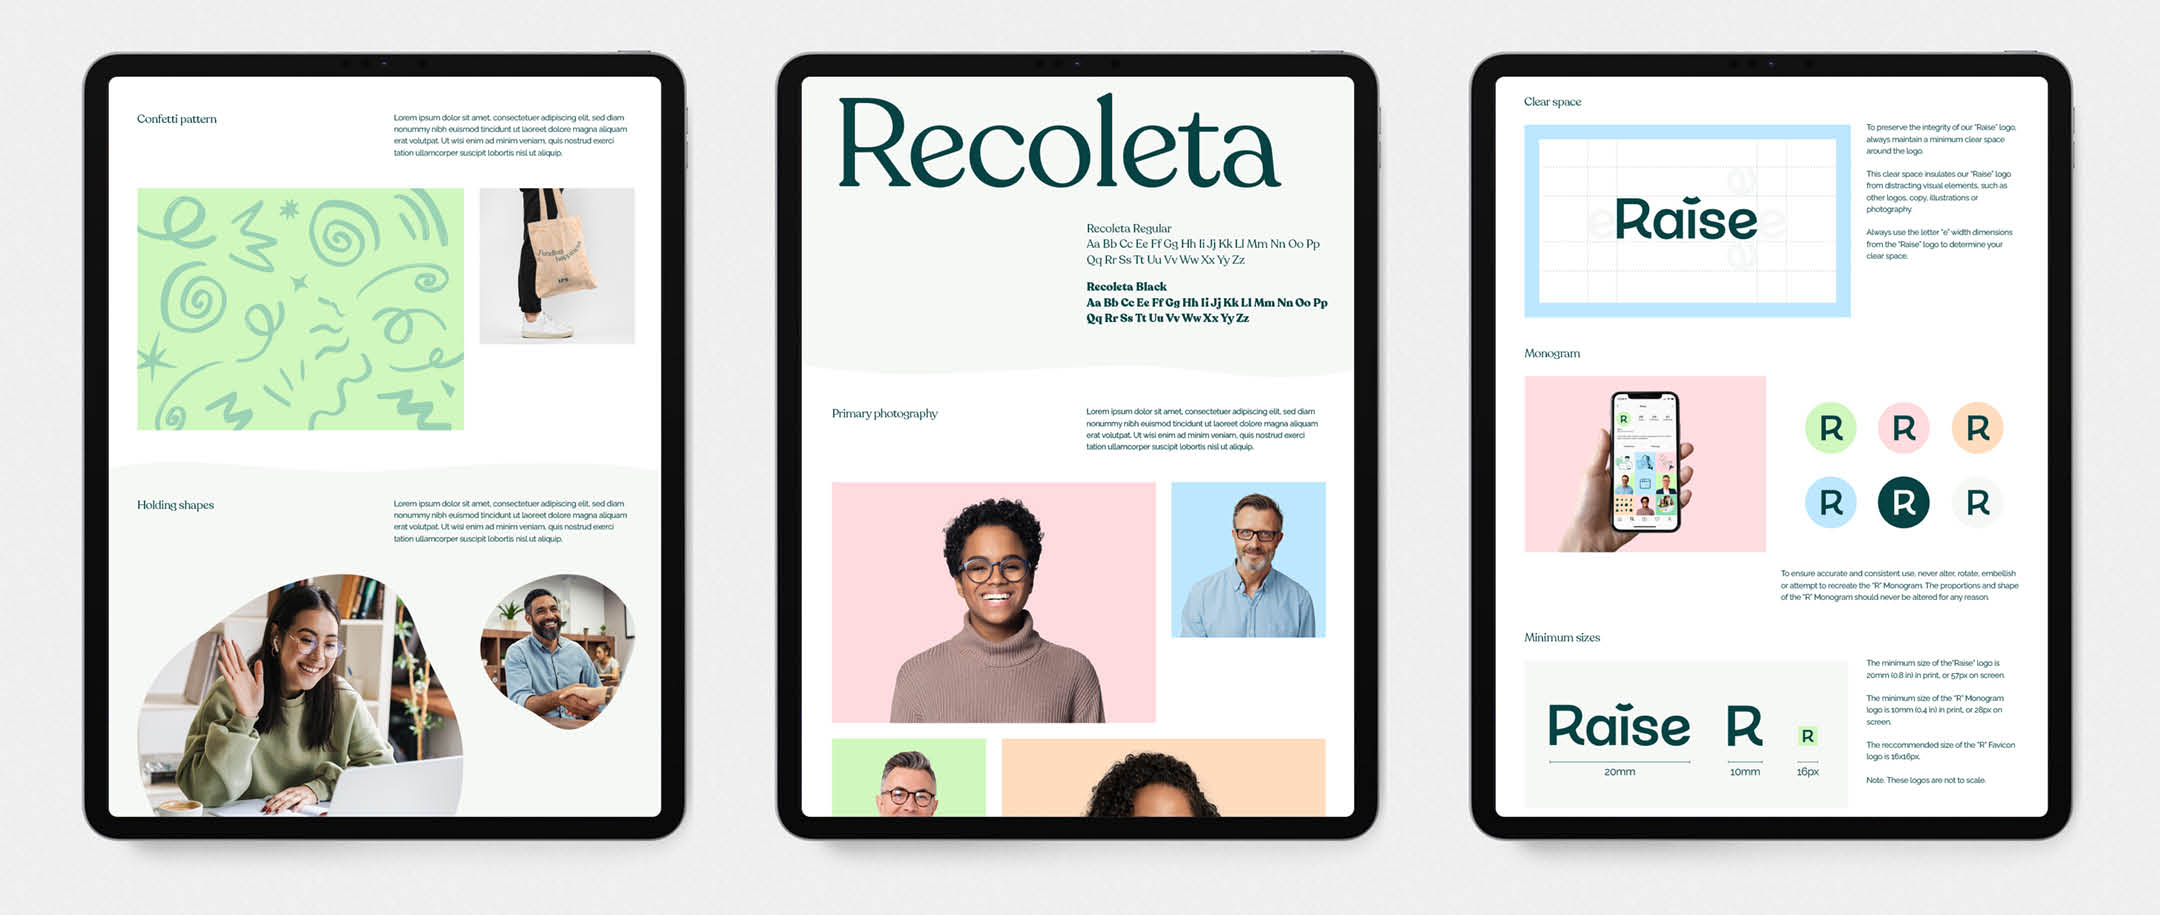 Confetti pattern
Lorem ipsum dolor sit amet, consectetuer adipiscing elit, sed diam
nonummy nibh euismod tincidunt ut laoreet dolore magna aliquam
erat volutpat. Ut wisi enim ad minim veniam, quis nostrud exerci
tation ullamcorper suscipit lobortis nisl ut aliquip.
Funding
happiness
Holding shapes
Lorem ipsum dolor sit amet, consectetuer adipiscing elit, sed diam
nonummy nibh euismod tincidunt ut laoreet dolore magna aliquam
erat volutpat. Ut wisi enim ad minim veniam, quis nostrud exerci
tation ullamcorper suscipit lobortis nisl ut aliquip.
Recoleta
Recoleta Regular
Aa Bb Cc Ee Ff Gg Hh Ii Jj Kk Ll Mm Nn Oo Pp
Qq Rr Ss Tt Uu Vv Ww Xx Yy Zz
Recoleta Black
Aa Bb Cc Ee Ff Gg Hh Ii Jj Kk Ll Mm Nn Oo Pp
Qq Rr Ss Tt Uu Vv Ww Xx Yy Zz
Primary photography
Lorem ipsum dolor sit amet, consectetuer adipiscing elit, sed diam
nonummy nibh euismod tincidunt ut laoreet dolore magna aliquam
erat volutpat. Ut wisi enim ad minim veniam, quis nostrud exerci
tation ullamcorper suscipit lobortis nisl ut aliquip.
Clear space
e
e Raise e
e
To preserve the integrity of our "Raise" logo,
always maintain a minimum clear space
around the logo.
This clear space insulates our "Raise" logo
from distracting visual elements, such as
other logos, copy, illustrations or
photography.
Always use the letter "e" width dimensions
from the "Raise" logo to determine your
clear space.
Monogram
R
R R R
R R R
To ensure accurate and consistent use, never alter, rotate, embellish
or attempt to recreate the "R" Monogram. The proportions and shape
of the "R" Monogram should never be altered for any reason.
Minimum sizes
Raise R R
20mm 10mm 16px
The minimum size of the"Raise" logo is
20mm (0.8 in) in print, or 57px on screen.
The minimum size of the "R" Monogram
logo is 10mm (0.4 in) in print, or 28px on
screen.
The reccommended size of the "R" Favicon
logo is 16x16px.
Note. These logos are not to scale.